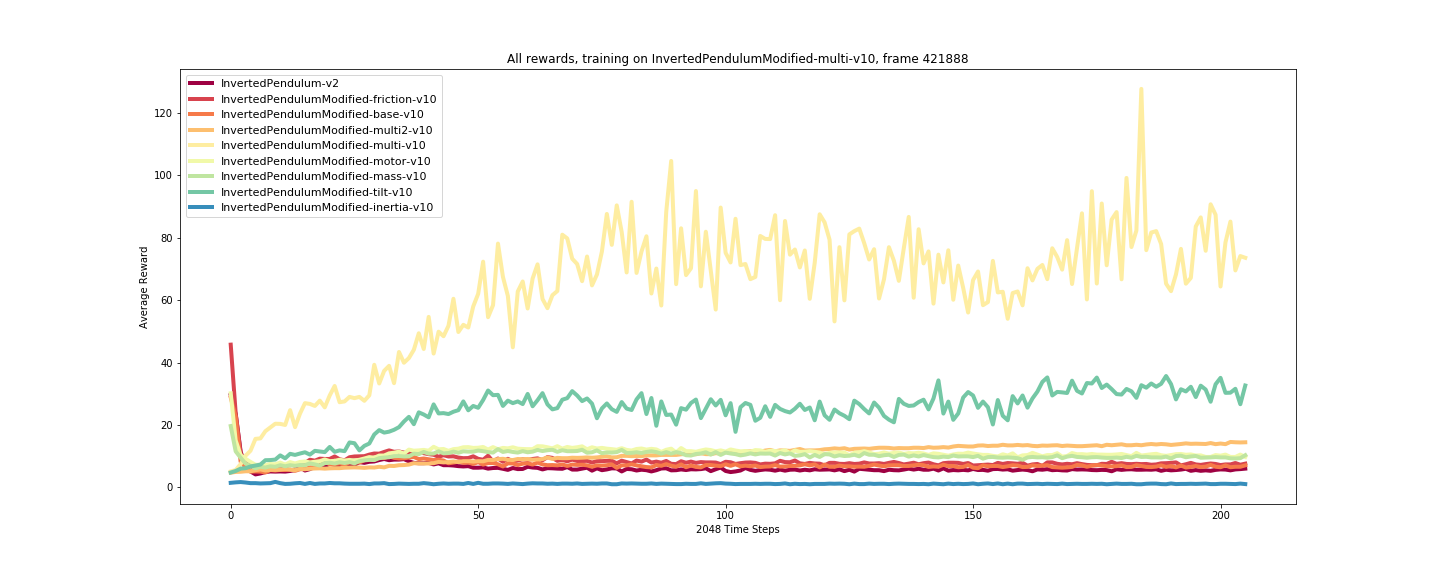 All rewards, training on InvertedPendulumModified-multi-v10, frame 421888
InvertedPendulum-v2
InvertedPendulumModified-friction-v10
InvertedPendulumModified-base-v10
InvertedPendulumModified-multi2-v10
InvertedPendulumModified-multi-v10
InvertedPendulumModified-motor-v10
InvertedPendulumModified-mass-v10
InvertedPendulumModified-tilt-v10
InvertedPendulumModified-inertia-v10
Average Reward
120
100
80
60
40
20
0
0 50 100 150 200
2048 Time Steps